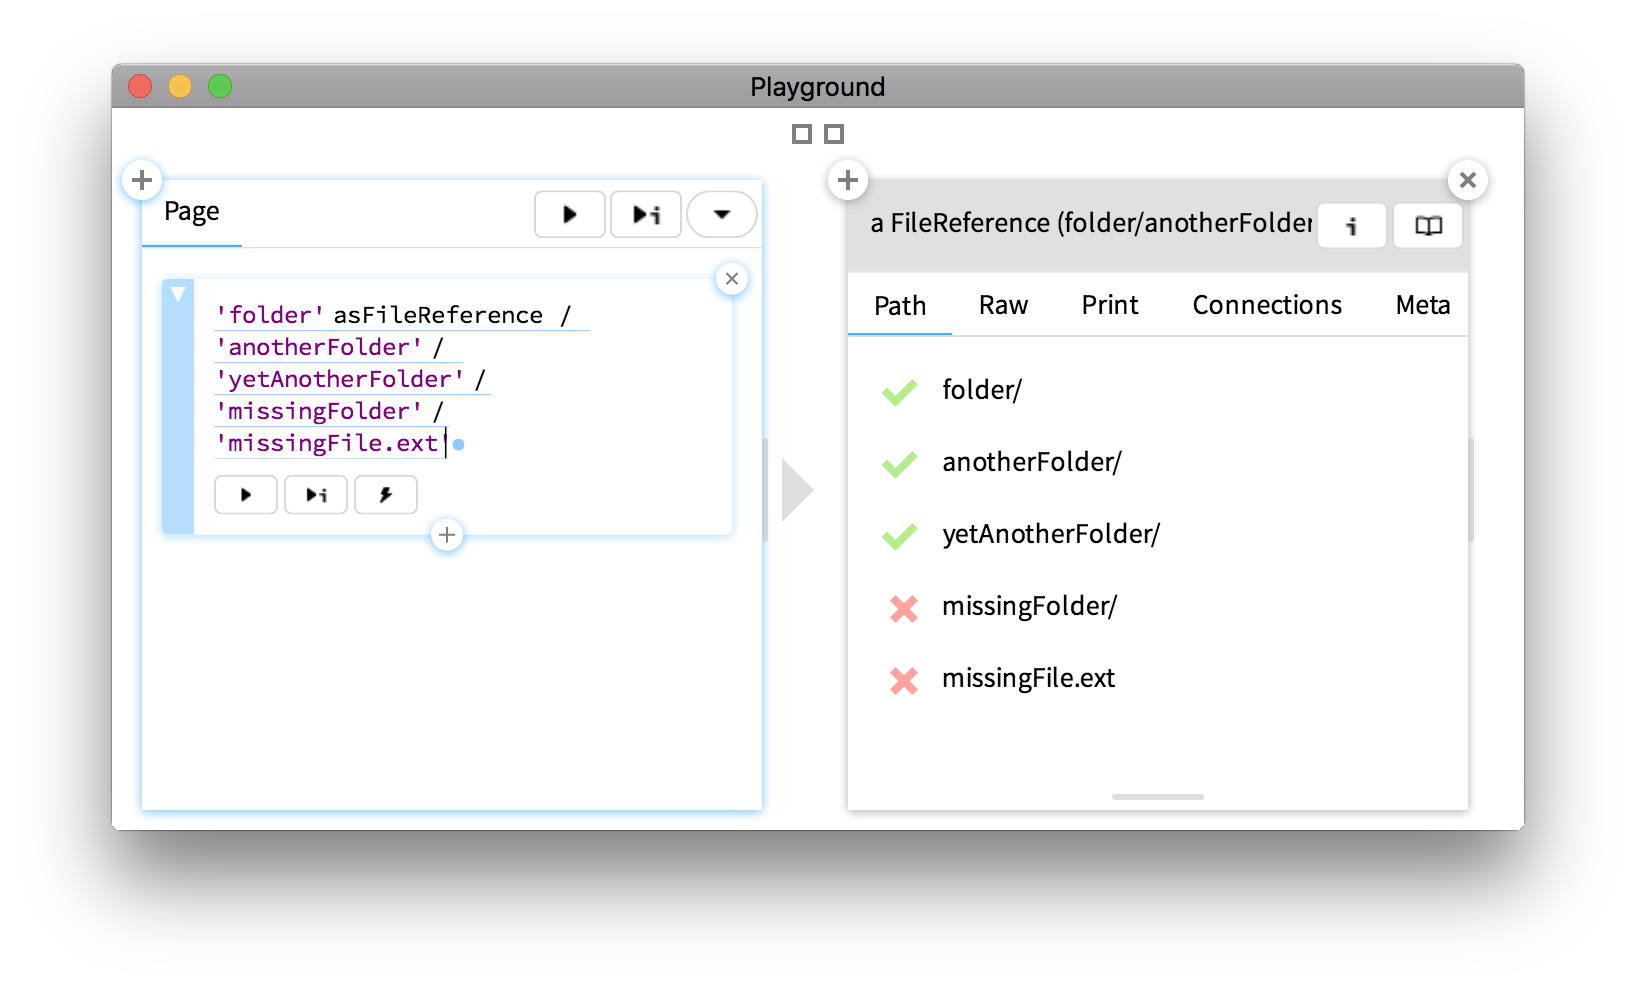 Playground
Page
'folder' asFileReference /
'anotherFolder' /
'yetAnotherFolder' /
'missingFolder' /
'missingFile.ext'
a FileReference (folder/anotherFolder
Path Raw Print Connections Meta
folder/
anotherFolder/
yetAnotherFolder/
missingFolder/
missingFile.ext